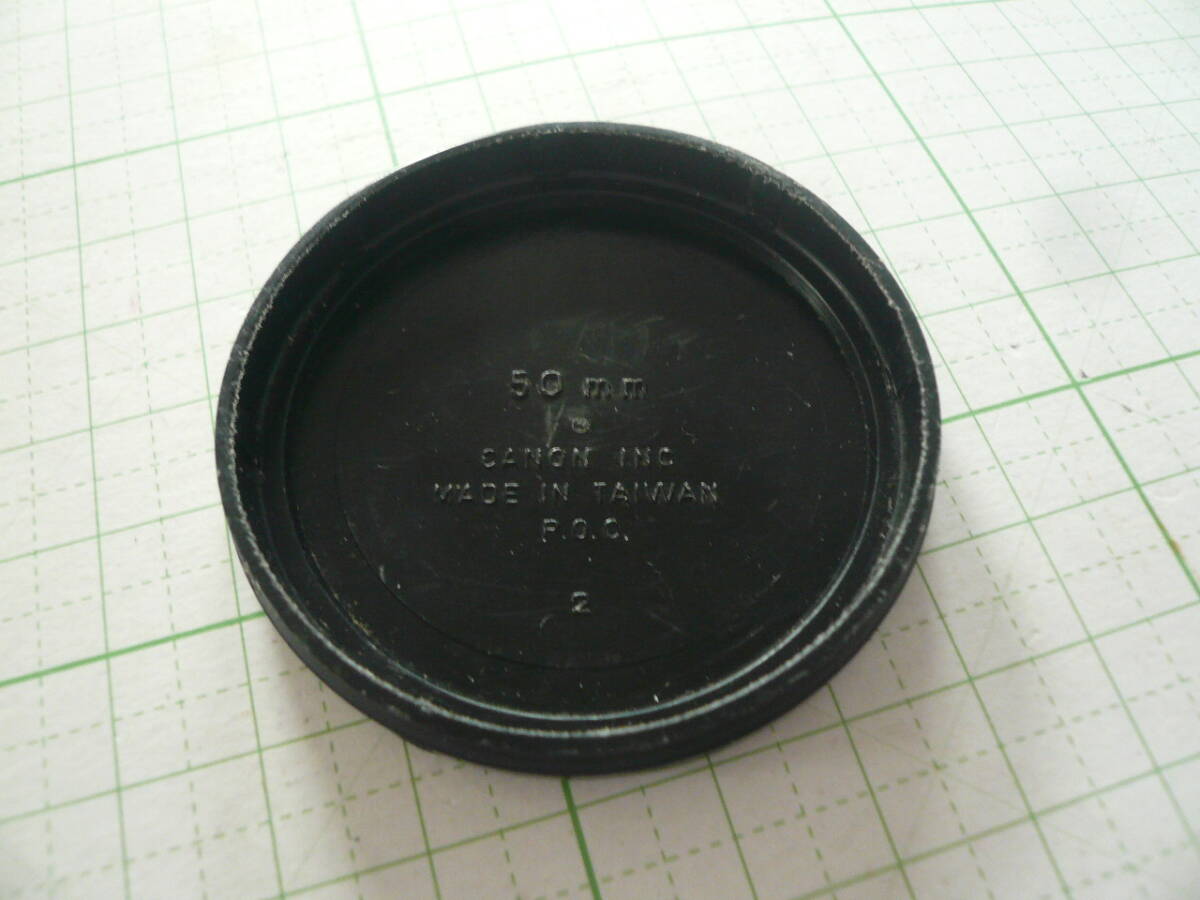 50 mm
CANON INC
MADE IN TAIWAN
R.O.C.
2